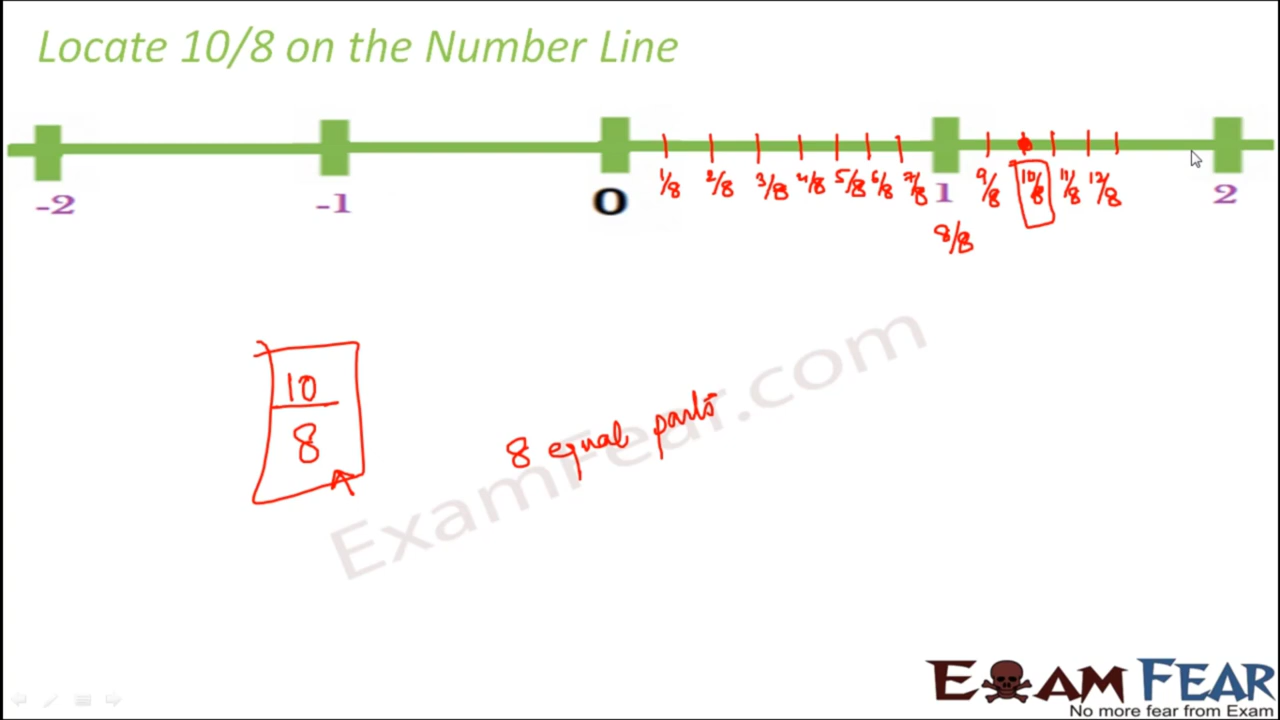 Locate 10/8 on the Number Line
-2 -1 0 1/8 2/8 3/8 4/8 5/8 6/8 7/8 1 9/8 10/8 11/8 12/8 2
8/8
10
8
8 equal parts
ExamFear.com
EXAM FEAR
No more fear from Exam